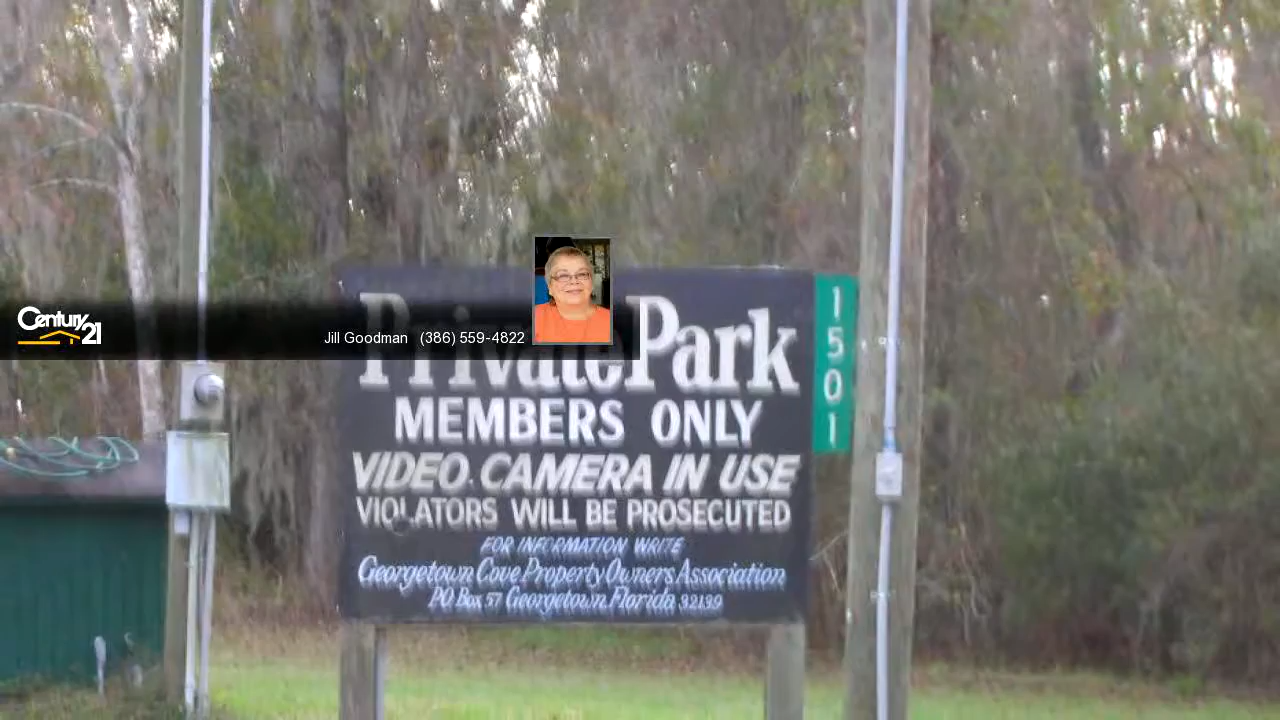 Private Park
MEMBERS ONLY
VIDEO CAMERA IN USE
VIOLATORS WILL BE PROSECUTED
FOR INFORMATION WRITE
Georgetown Cove Property Owners Association
PO Box 57 Georgetown, Florida 32139
1501
Century 21
Jill Goodman (386) 559-4822